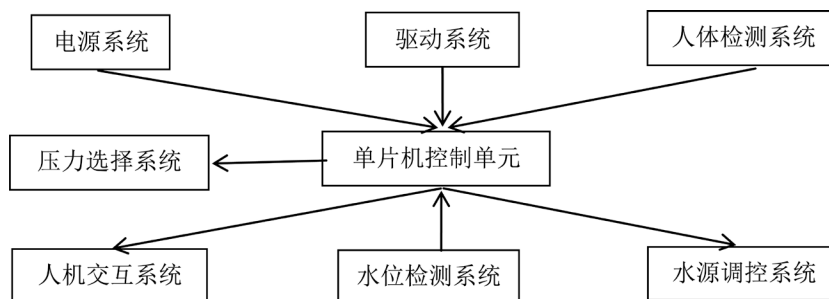 电源系统
驱动系统
人体检测系统
压力选择系统
单片机控制单元
人机交互系统
水位检测系统
水源调控系统